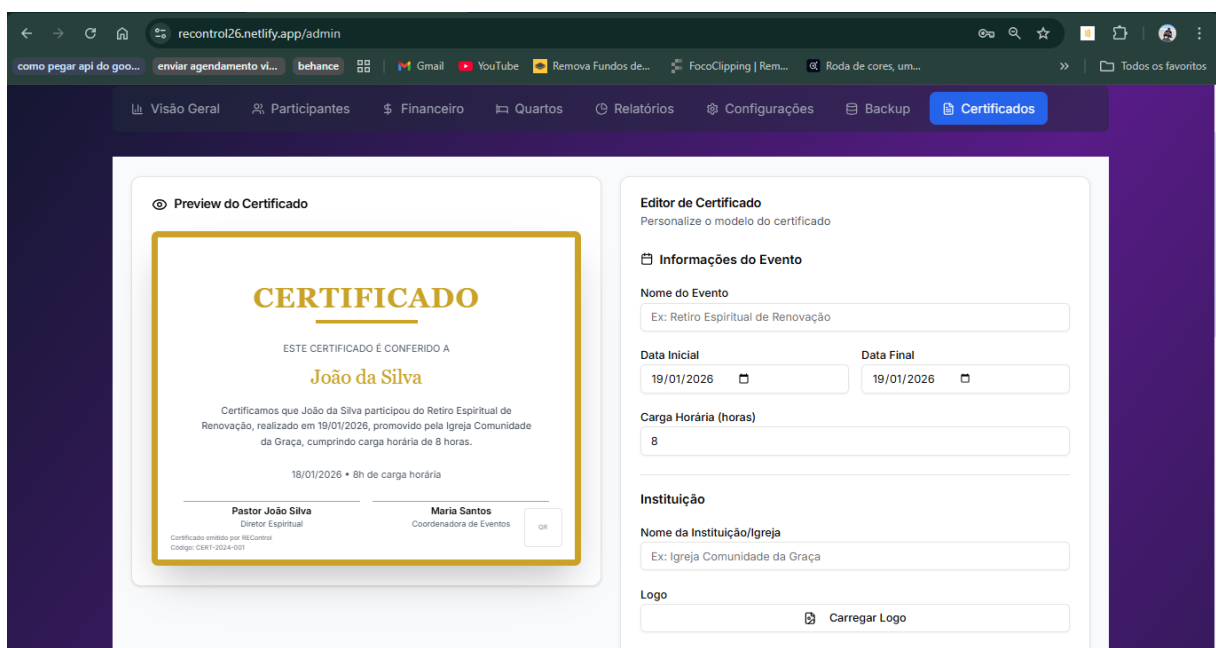 recontrol26.netlify.app/admin
como pegar api do goo... enviar agendamento vi... behance Gmail YouTube Remova Fundos de... FocoClipping | Rem... Roda de cores, um... » Todos os favoritos
Visão Geral Participantes $ Financeiro Quartos Relatórios Configurações Backup Certificados
Preview do Certificado
CERTIFICADO
ESTE CERTIFICADO É CONFERIDO A
João da Silva
Certificamos que João da Silva participou do Retiro Espiritual de
Renovação, realizado em 19/01/2026, promovido pela Igreja Comunidade
da Graça, cumprindo carga horária de 8 horas.
18/01/2026 • 8h de carga horária
Pastor João Silva
Diretor Espiritual
Maria Santos
Coordenadora de Eventos
QR
Certificado emitido por REControl
Código: CERT-2024-001
Editor de Certificado
Personalize o modelo do certificado
Informações do Evento
Nome do Evento
Ex: Retiro Espiritual de Renovação
Data Inicial Data Final
19/01/2026 19/01/2026
Carga Horária (horas)
8
Instituição
Nome da Instituição/Igreja
Ex: Igreja Comunidade da Graça
Logo
Carregar Logo